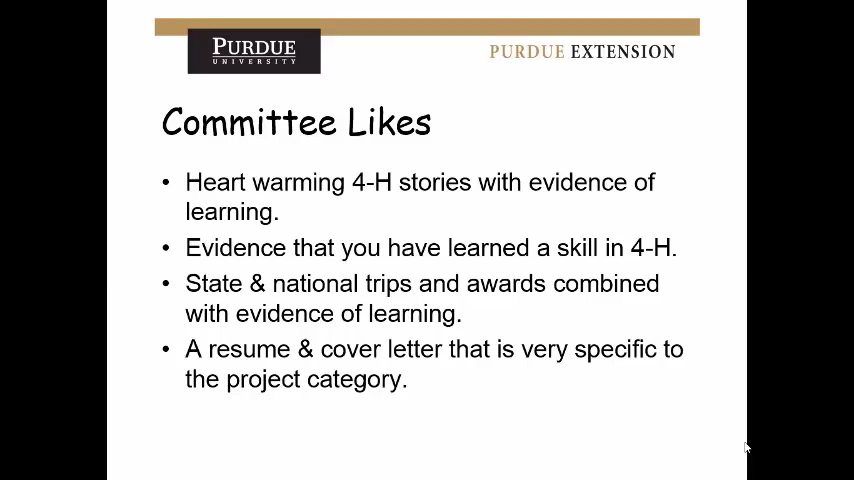 PURDUE
UNIVERSITY
PURDUE EXTENSION
Committee Likes
• Heart warming 4-H stories with evidence of
learning.
• Evidence that you have learned a skill in 4-H.
• State & national trips and awards combined
with evidence of learning.
• A resume & cover letter that is very specific to
the project category.